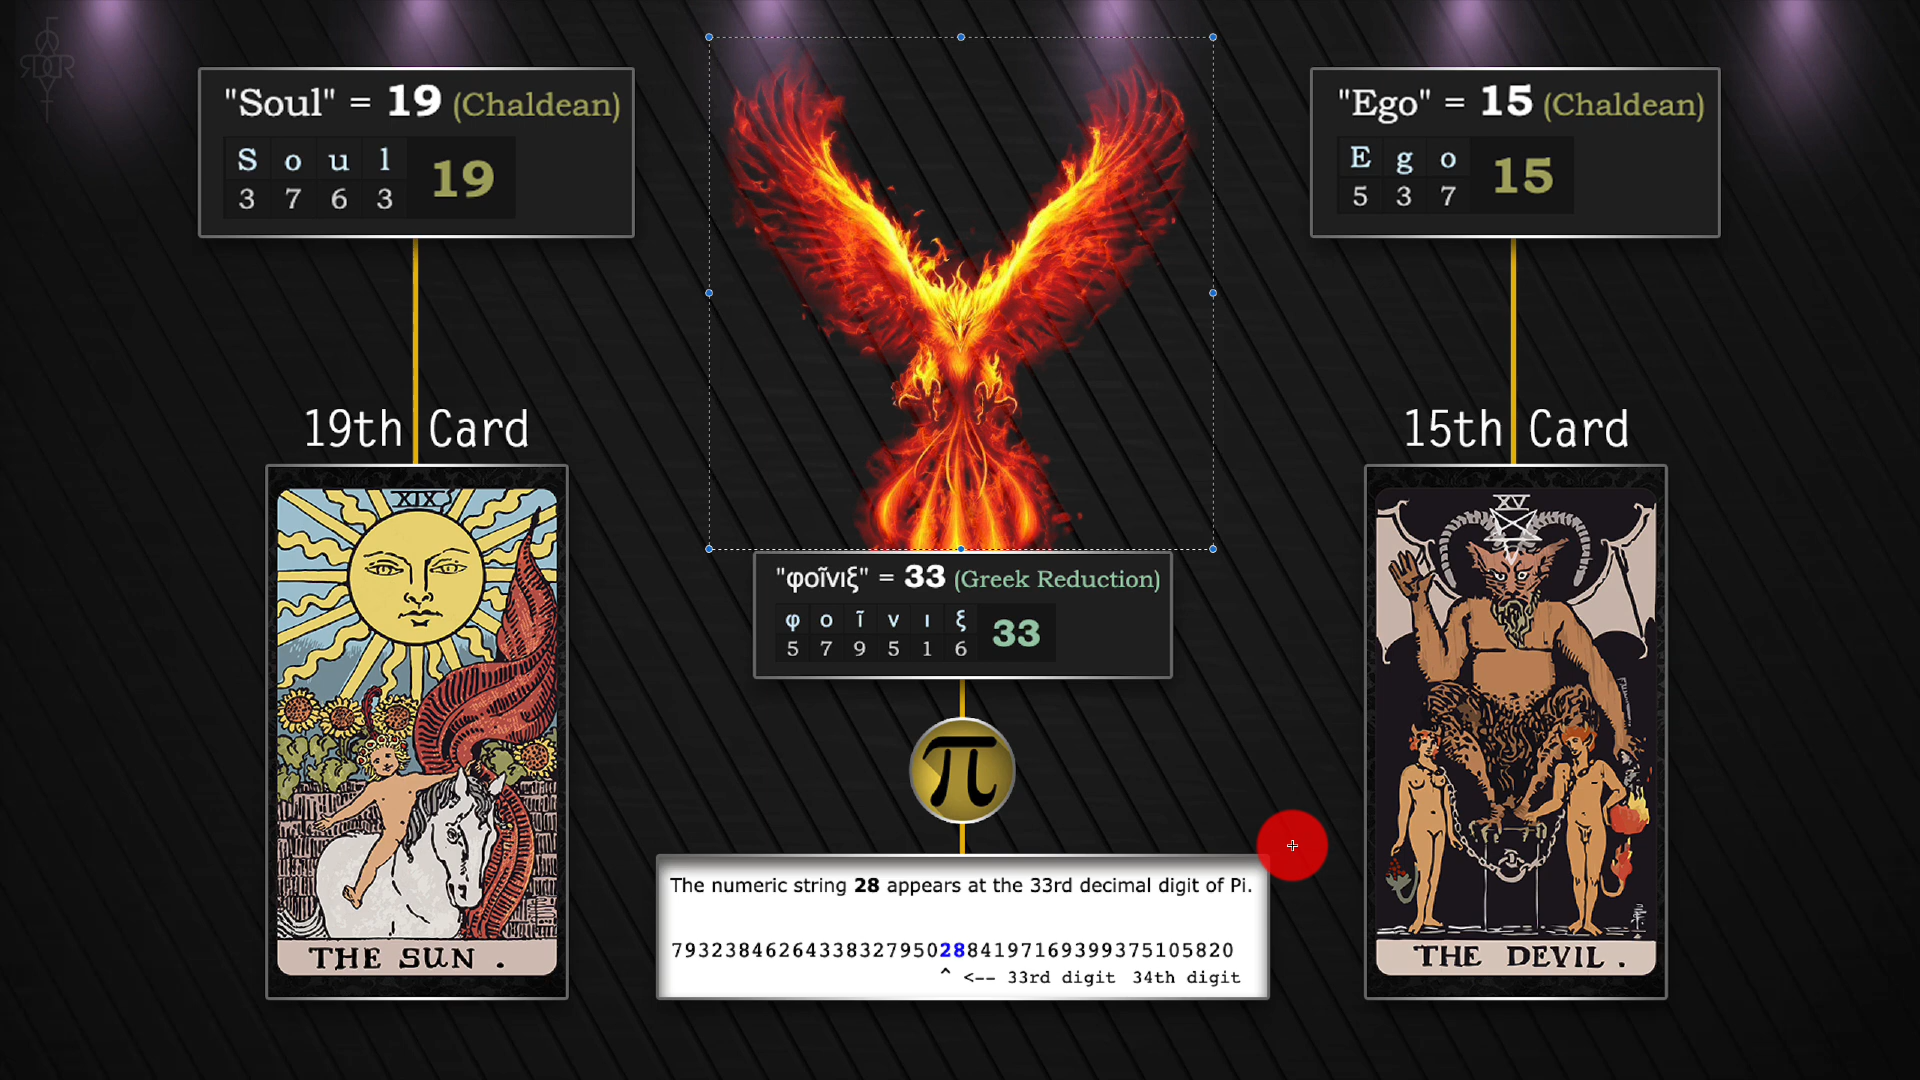 "Soul" = 19 (Chaldean)
S o u l 19
3 7 6 3
19th Card
XIX
THE SUN .
"φοῖνιξ" = 33 (Greek Reduction)
φ ο ῖ ν ι ξ 33
5 7 9 5 1 6
π
The numeric string 28 appears at the 33rd decimal digit of Pi.
793238462643383279502884197169399375105820
^ <-- 33rd digit 34th digit
"Ego" = 15 (Chaldean)
E g o 15
5 3 7
15th Card
XV
THE DEVIL .